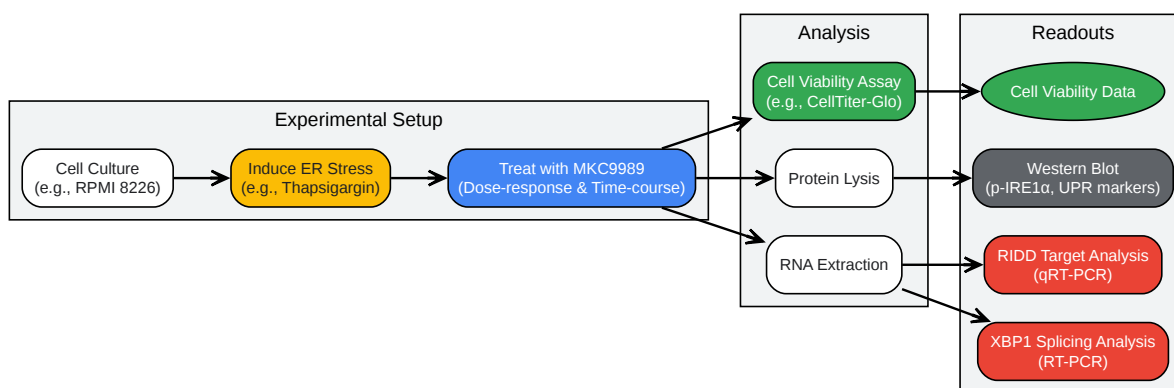 Experimental Setup
Cell Culture
(e.g., RPMI 8226)
Induce ER Stress
(e.g., Thapsigargin)
Treat with MKC9989
(Dose-response & Time-course)
Analysis
Cell Viability Assay
(e.g., CellTiter-Glo)
Protein Lysis
RNA Extraction
Readouts
Cell Viability Data
Western Blot
(p-IRE1α, UPR markers)
RIDD Target Analysis
(qRT-PCR)
XBP1 Splicing Analysis
(RT-PCR)